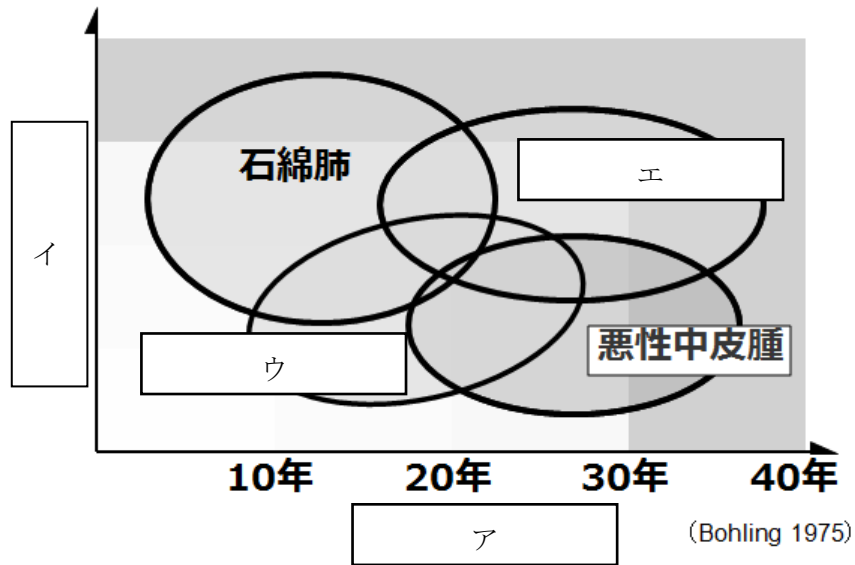 石綿肺
エ
イ
悪性中皮腫
ウ
10年 20年 30年 40年
ア
(Bohling 1975)